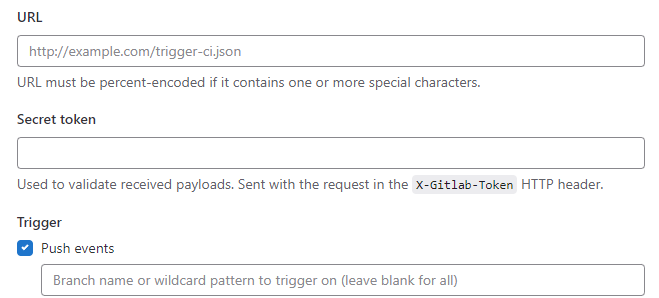 URL
http://example.com/trigger-ci.json
URL must be percent-encoded if it contains one or more special characters.
Secret token
Used to validate received payloads. Sent with the request in the X-Gitlab-Token HTTP header.
Trigger
Push events
Branch name or wildcard pattern to trigger on (leave blank for all)